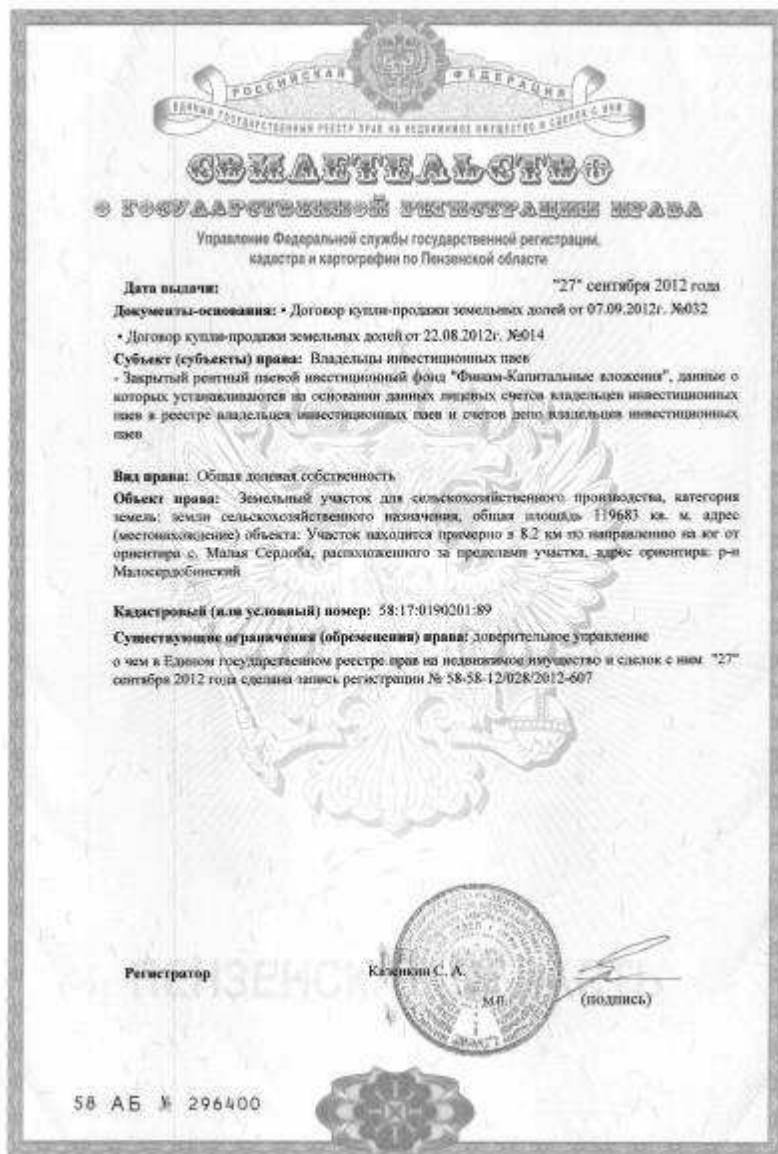 РОССИЙСКАЯ ФЕДЕРАЦИЯ
ЕДИНЫЙ ГОСУДАРСТВЕННЫЙ РЕЕСТР ПРАВ НА НЕДВИЖИМОЕ ИМУЩЕСТВО И СДЕЛОК С НИМ
СВИДЕТЕЛЬСТВО
О ГОСУДАРСТВЕННОЙ РЕГИСТРАЦИИ ПРАВА
Управление Федеральной службы государственной регистрации,
кадастра и картографии по Пензенской области
Дата выдачи: "27" сентября 2012 года
Документы-основания: • Договор купли-продажи земельных долей от 07.09.2012г. №032
• Договор купли-продажи земельных долей от 22.08.2012г. №014
Субъект (субъекты) права: Владельцы инвестиционных паев
- Закрытый рентный паевой инвестиционный фонд "Финам-Капитальные вложения", данные о
которых устанавливаются на основании данных лицевых счетов владельцев инвестиционных
паев в реестре владельцев инвестиционных паев и счетов депо владельцев инвестиционных
паев
Вид права: Общая долевая собственность
Объект права: Земельный участок для сельскохозяйственного производства, категория
земель: земли сельскохозяйственного назначения, общая площадь 119683 кв. м, адрес
(местонахождение) объекта: Участок находится примерно в 8.2 км по направлению на юг от
ориентира с. Малая Сердоба, расположенного за пределами участка, адрес ориентира: р-н
Малосердобинский
Кадастровый (или условный) номер: 58:17:0190201:89
Существующие ограничения (обременения) права: доверительное управление
о чем в Едином государственном реестре прав на недвижимое имущество и сделок с ним "27"
сентября 2012 года сделана запись регистрации № 58-58-12/028/2012-607
Регистратор Казенкин С. А.
м.п. (подпись)
58 АБ № 296400